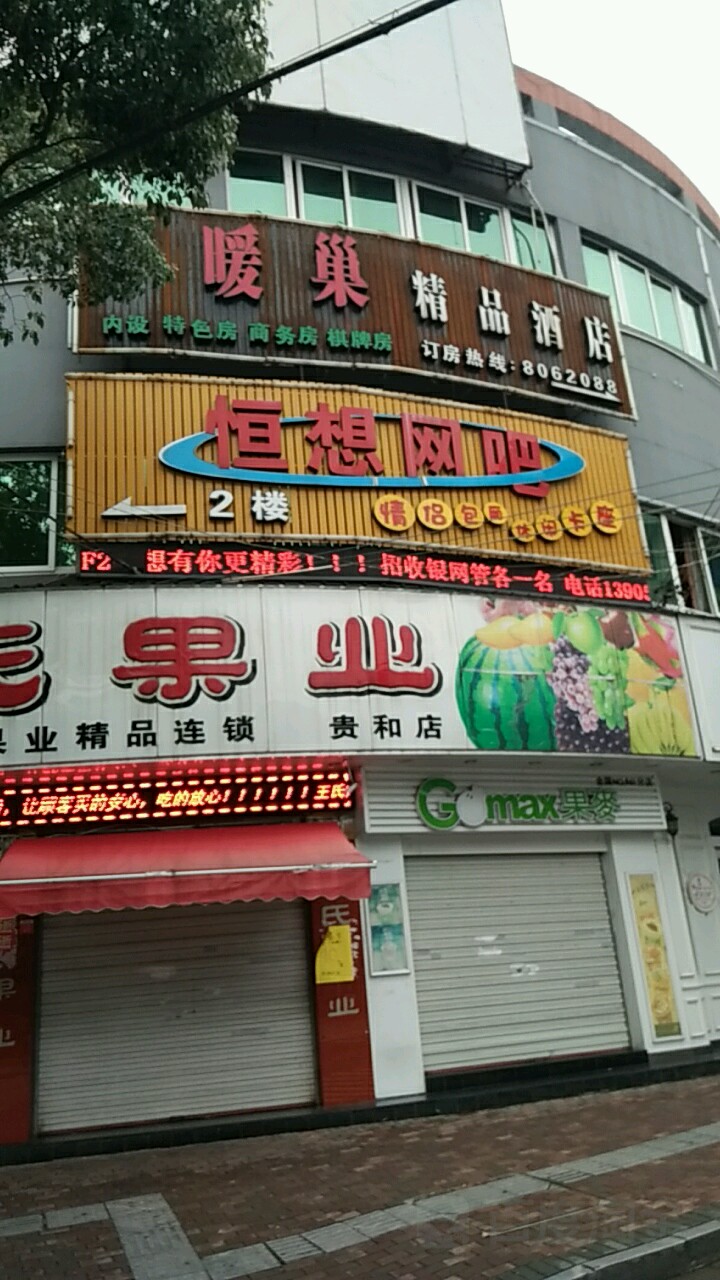 暖巢 精品酒店
内设 特色房 商务房 棋牌房 订房热线:8062088
恒想网吧
2楼 情侣包厢 休闲卡座
F2 想有你更精彩!!! 招收银网管各一名 电话1390
果业
果业精品连锁 贵和店
让顾客买的安心,吃的放心!!!!!!王氏
Gomax果麦
氏
业